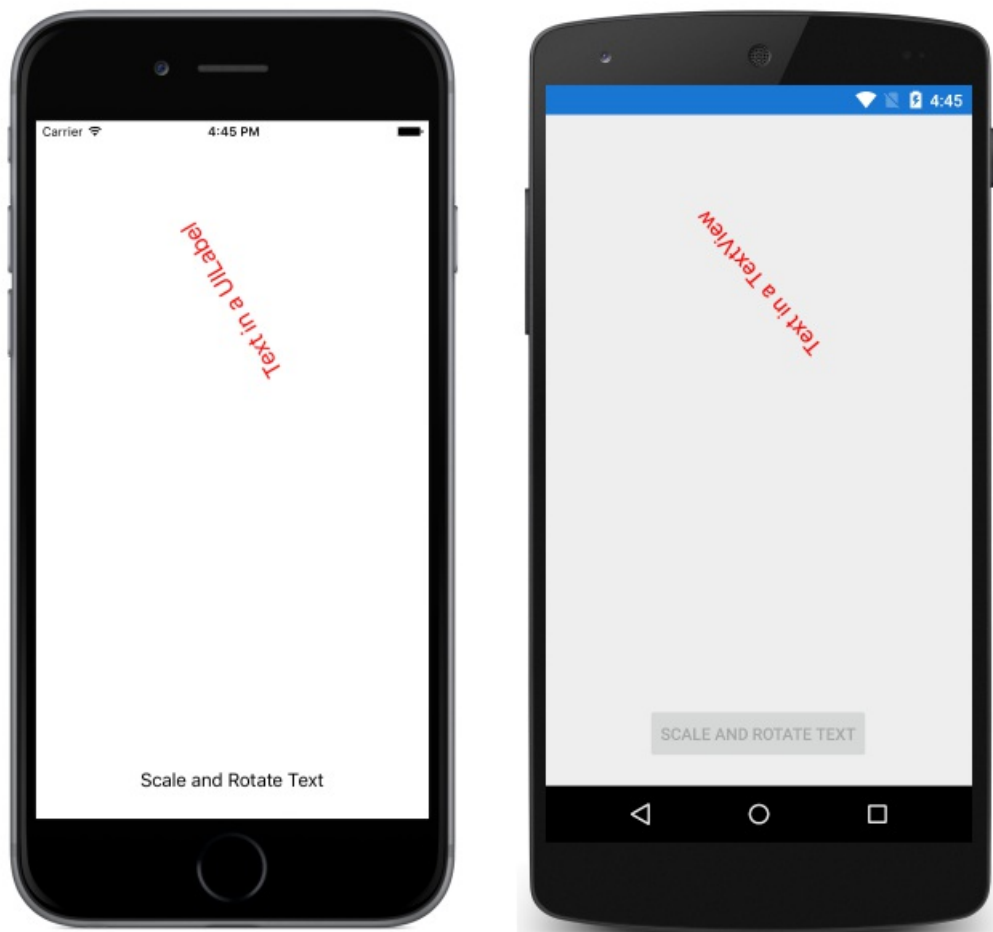 Carrier
4:45 PM
Text in a UILabel
Scale and Rotate Text
4:45
Text in a TextView
SCALE AND ROTATE TEXT